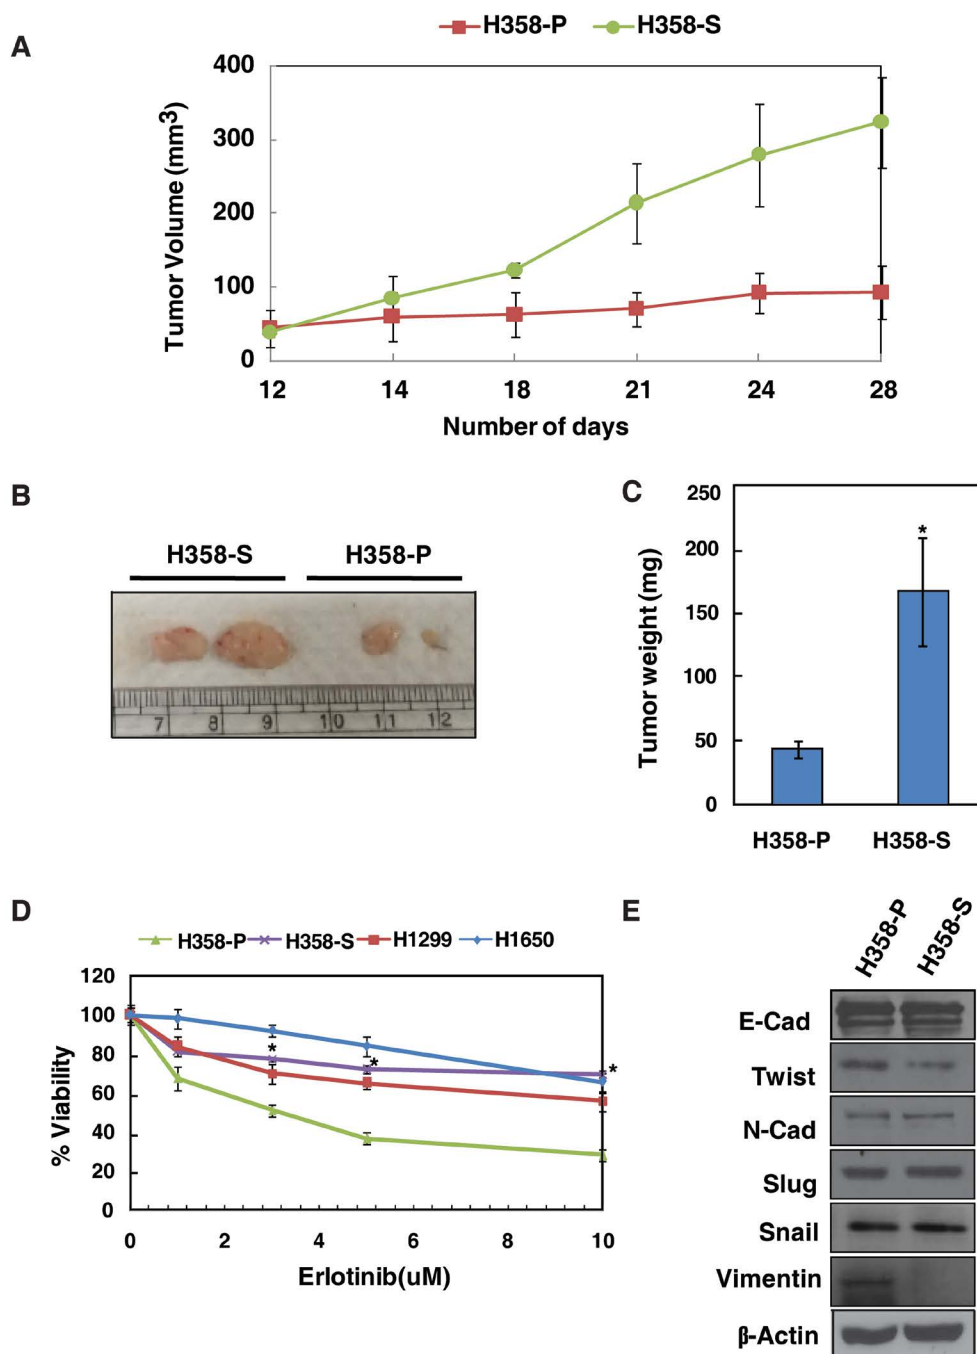 H358-P H358-S
A
400
300
200
100
0
Tumor Volume (mm³)
12 14 18 21 24 28
Number of days
B
H358-S H358-P
7 8 9 10 11 12
C
250
200
150
100
50
0
Tumor weight (mg)
*
H358-P H358-S
D
H358-P H358-S H1299 H1650
120
100
80
60
40
20
0
% Viability
* * *
0 2 4 6 8 10
Erlotinib(uM)
E
H358-P H358-S
E-Cad
Twist
N-Cad
Slug
Snail
Vimentin
β-Actin